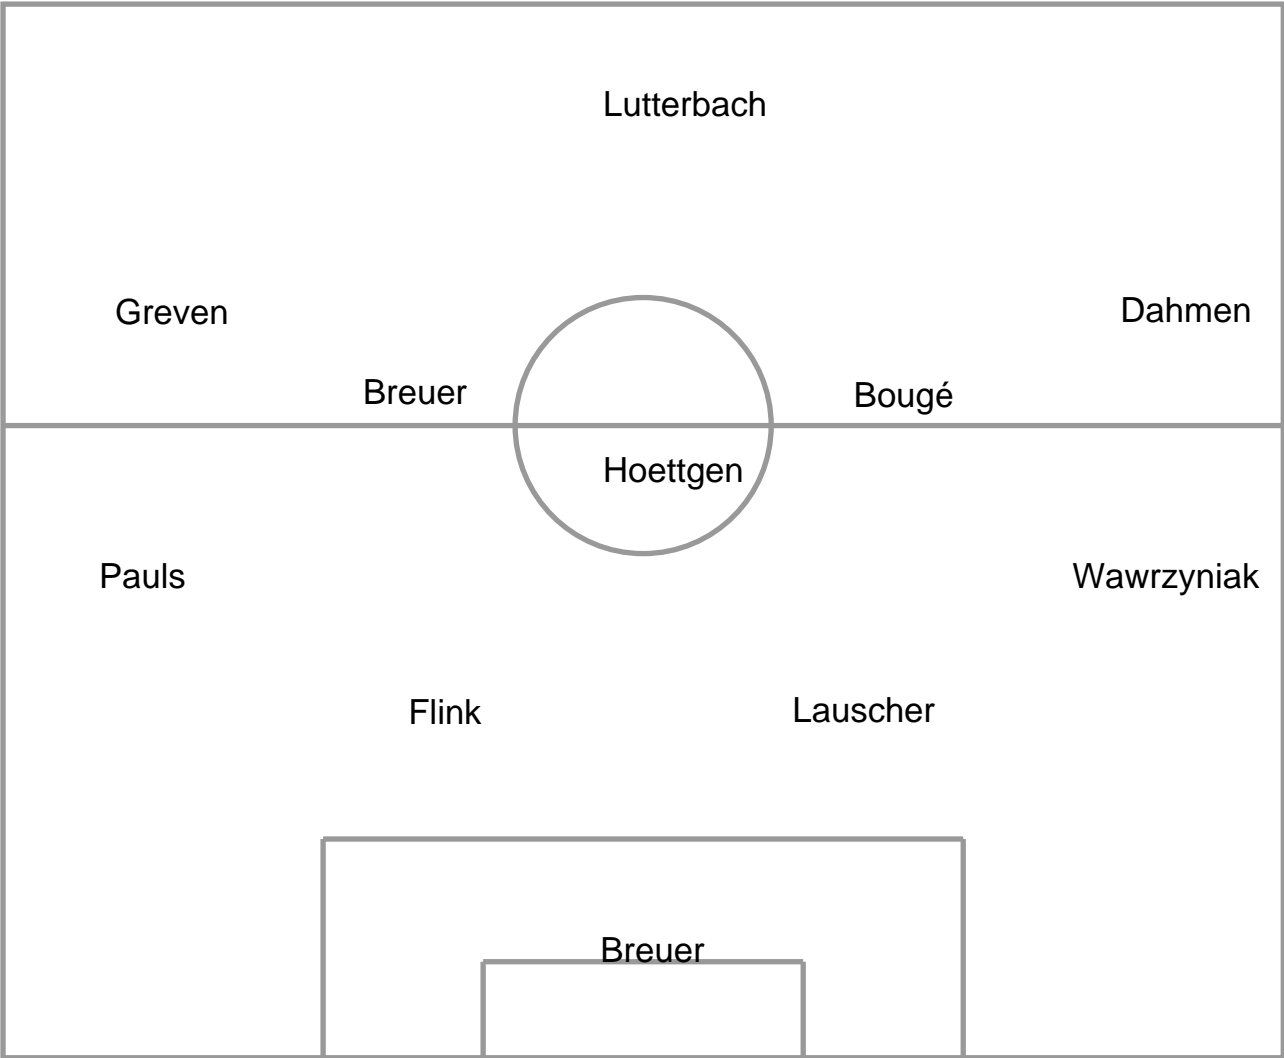 Lutterbach
Greven
Dahmen
Breuer
Bougé
Hoettgen
Pauls
Wawrzyniak
Flink
Lauscher
Breuer